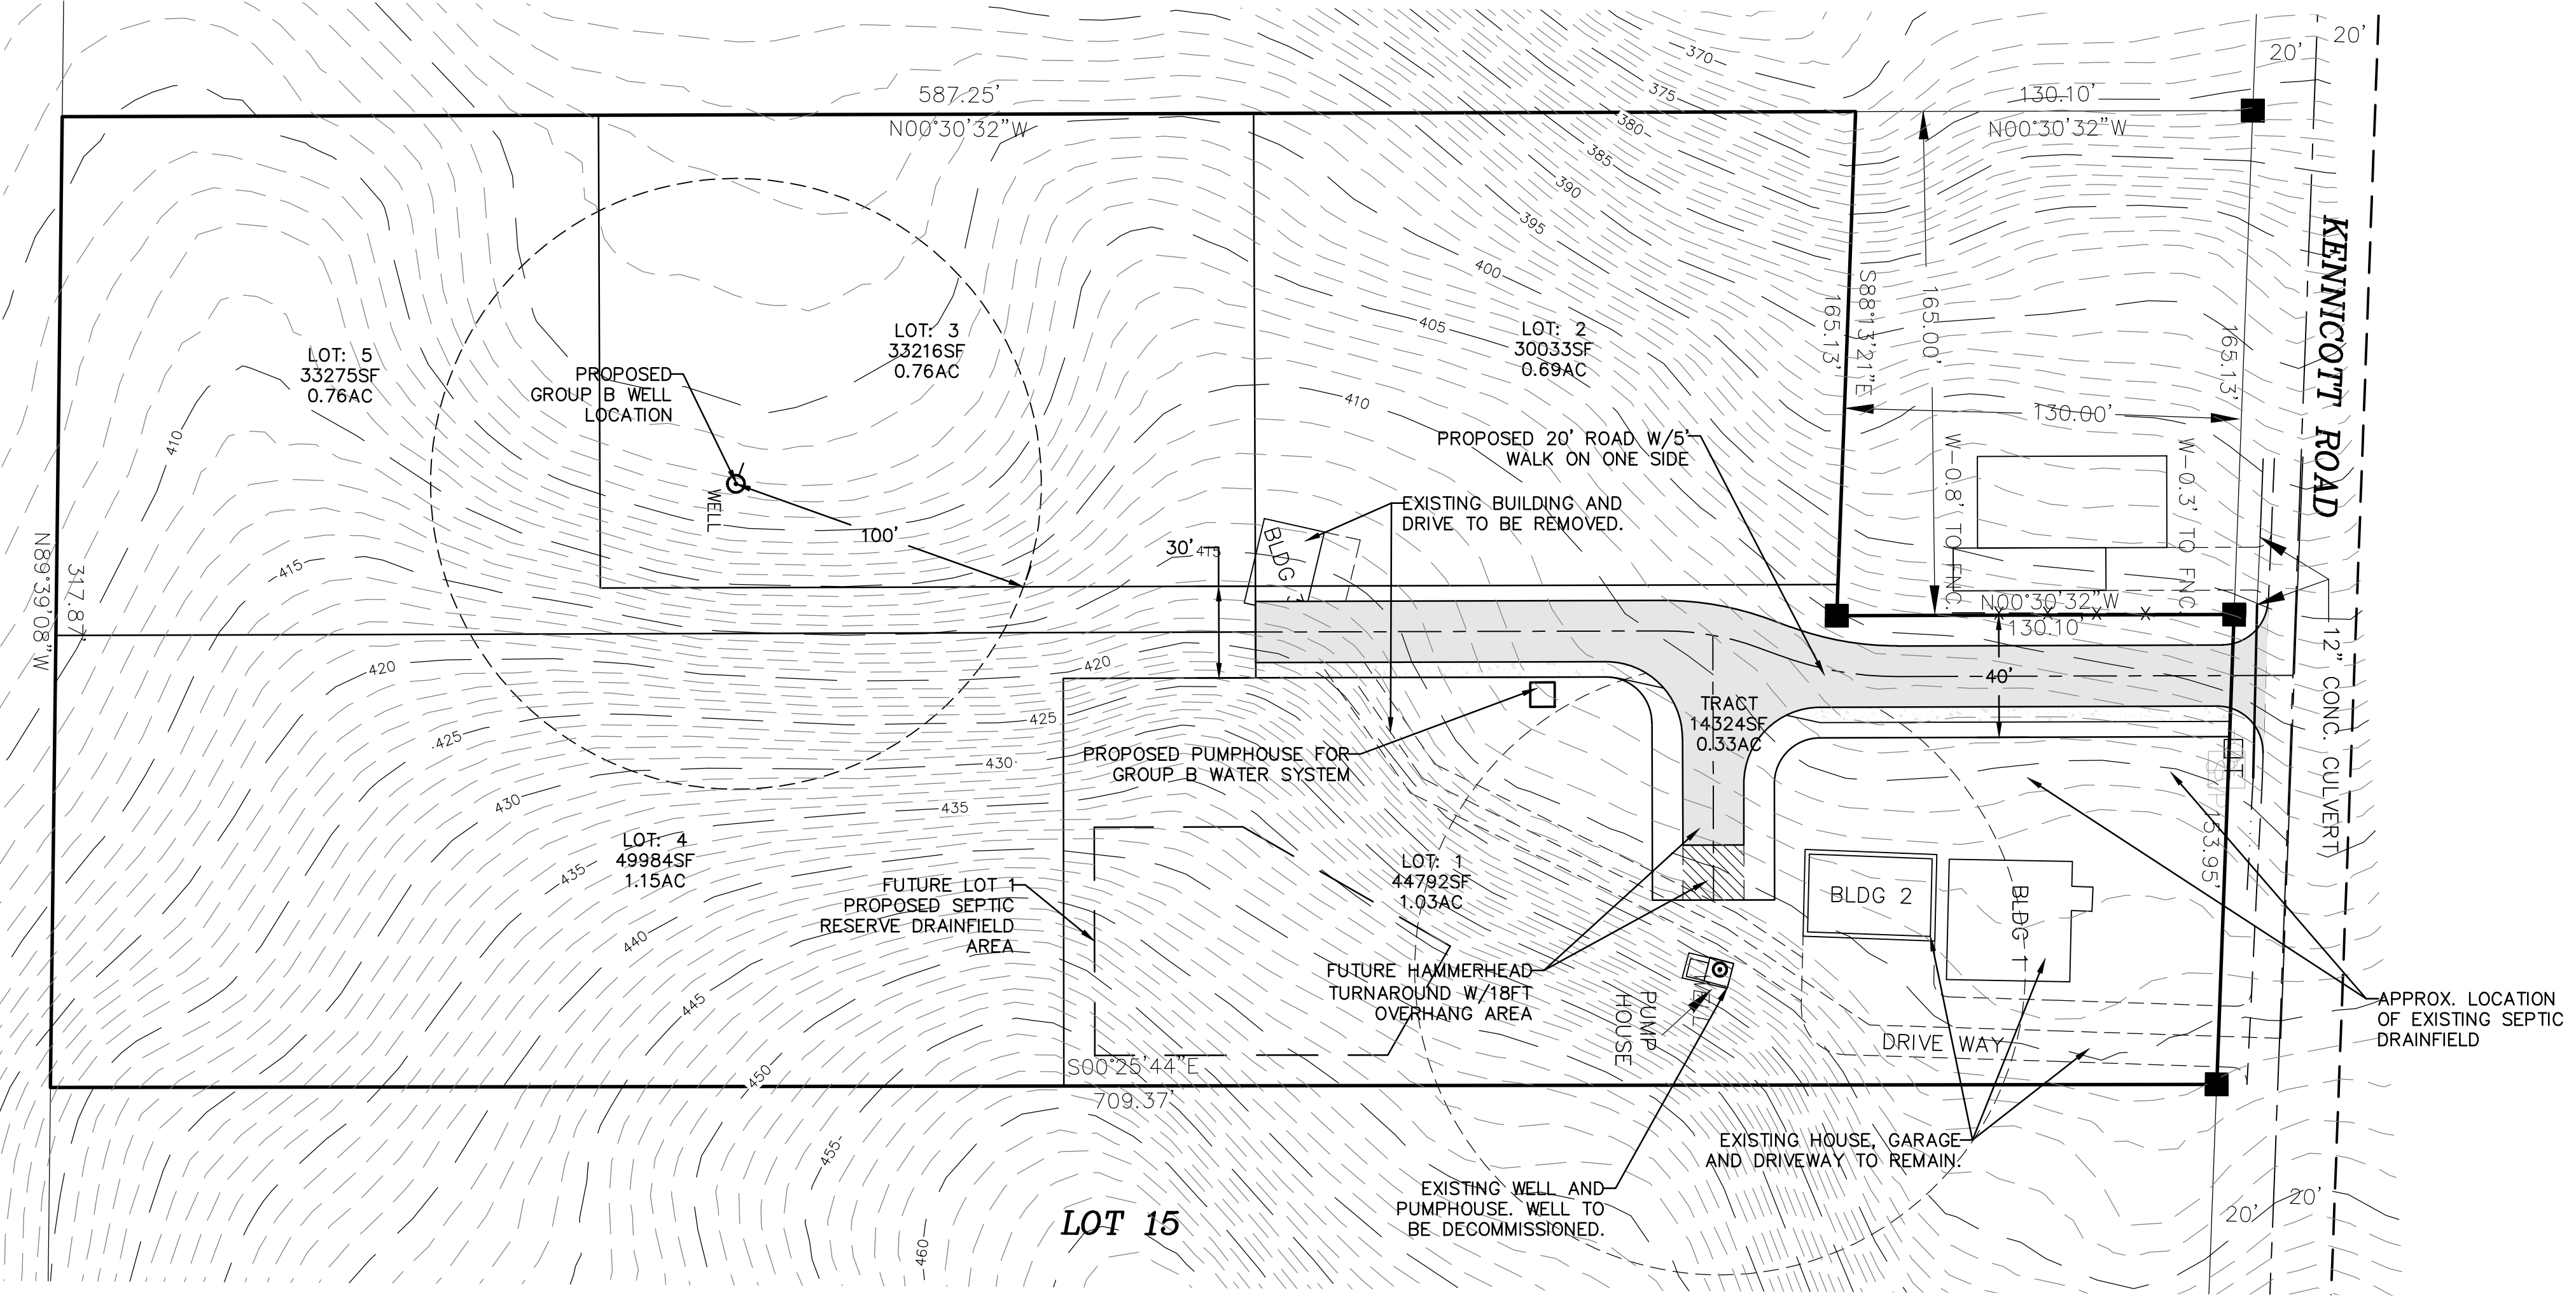 370
20'
20'
587.25'
N00°30'32"W
130.10'
N00°30'32"W
375
380
385
390
395
400
405
410
KENNICOTT ROAD
S88°13'21"E
165.13'
165.00'
165.13'
130.00'
LOT: 5
33275SF
0.76AC
LOT: 3
33216SF
0.76AC
LOT: 2
30033SF
0.69AC
PROPOSED
GROUP B WELL
LOCATION
WELL
100'
410
PROPOSED 20' ROAD W/5'
WALK ON ONE SIDE
EXISTING BUILDING AND
DRIVE TO BE REMOVED.
W-0.8' TO FNC.
W-0.3' TO FNC.
BLDG
30'
415
415
N89°39'08"W
317.87'
N00°30'32"W
130.10'
40'
12" CONC. CULVERT
420
420
425
425
430
430
435
435
440
445
450
455
460
TRACT
14324SF
0.33AC
PROPOSED PUMPHOUSE FOR
GROUP B WATER SYSTEM
153.95'
LOT: 4
49984SF
1.15AC
LOT: 1
44792SF
1.03AC
FUTURE LOT 1
PROPOSED SEPTIC
RESERVE DRAINFIELD
AREA
BLDG 2
BLDG 1
FUTURE HAMMERHEAD
TURNAROUND W/18FT
OVERHANG AREA
PUMP
HOUSE
DRIVE WAY
APPROX. LOCATION
OF EXISTING SEPTIC
DRAINFIELD
S00°25'44"E
709.37'
EXISTING HOUSE, GARAGE
AND DRIVEWAY TO REMAIN.
EXISTING WELL AND
PUMPHOUSE. WELL TO
BE DECOMMISSIONED.
LOT 15
20'
20'